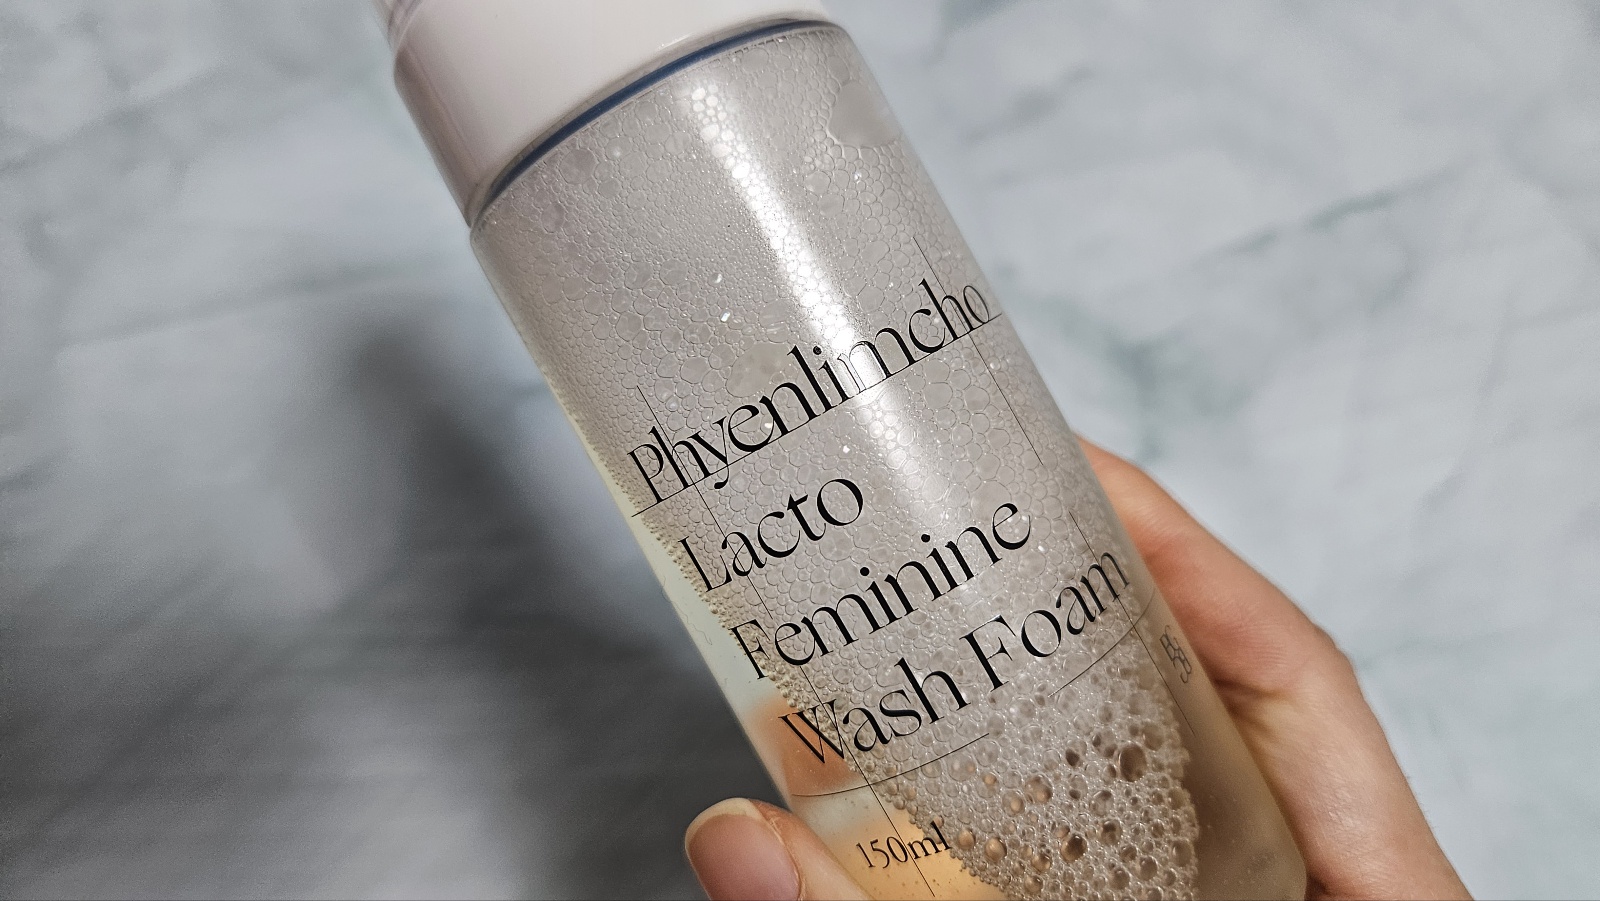 Phyenlimcho
Lacto
Feminine
Wash Foam
150ml